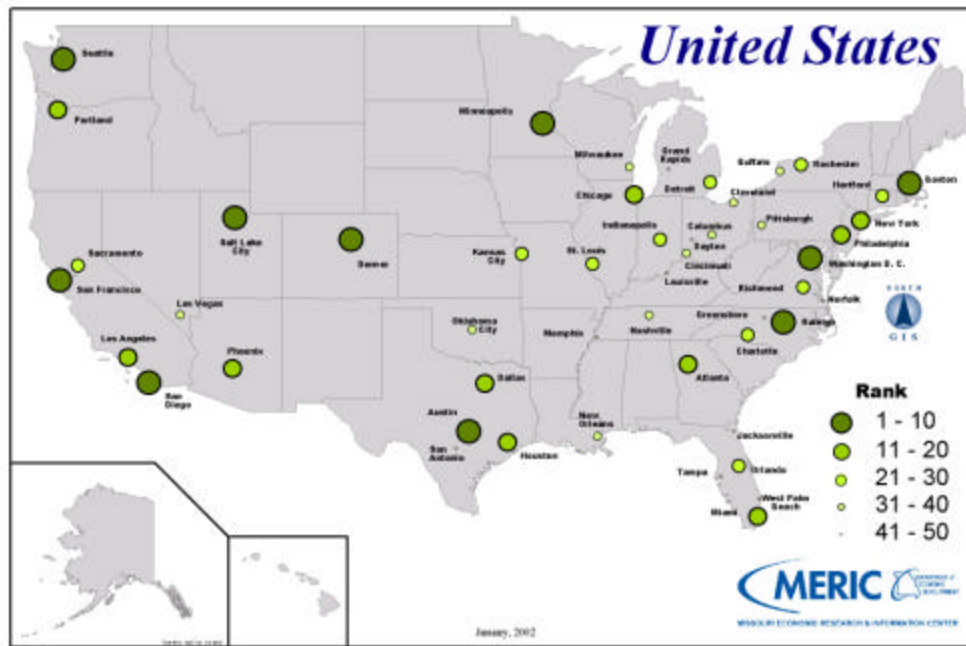 United States
Seattle
Portland
Minneapolis
Milwaukee
Grand
Rapids
Buffalo
Rochester
Boston
Chicago
Detroit
Cleveland
Hartford
New York
Philadelphia
Pittsburgh
Salt Lake
City
Denver
Indianapolis
Columbus
Dayton
Washington D. C.
Kansas
City
St. Louis
Cincinnati
Sacramento
San Francisco
Louisville
Richmond
Norfolk
Las Vegas
Oklahoma
City
Memphis
Nashville
Greensboro
Raleigh
Charlotte
Los Angeles
Phoenix
Dallas
Atlanta
San
Diego
Austin
San
Antonio
Houston
New
Orleans
Jacksonville
Tampa
Orlando
West Palm
Beach
Miami
NORTH
GIS
Rank
1 - 10
11 - 20
21 - 30
31 - 40
41 - 50
MERIC
MISSOURI ECONOMIC RESEARCH & INFORMATION CENTER
January, 2002